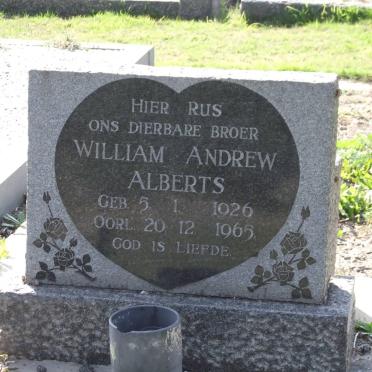 HIER RUS
ONS DIERBARE BROER
WILLIAM ANDREW
ALBERTS
GEB. 5. 1. 1926
OORL. 20. 12. 1965
GOD IS LIEFDE.